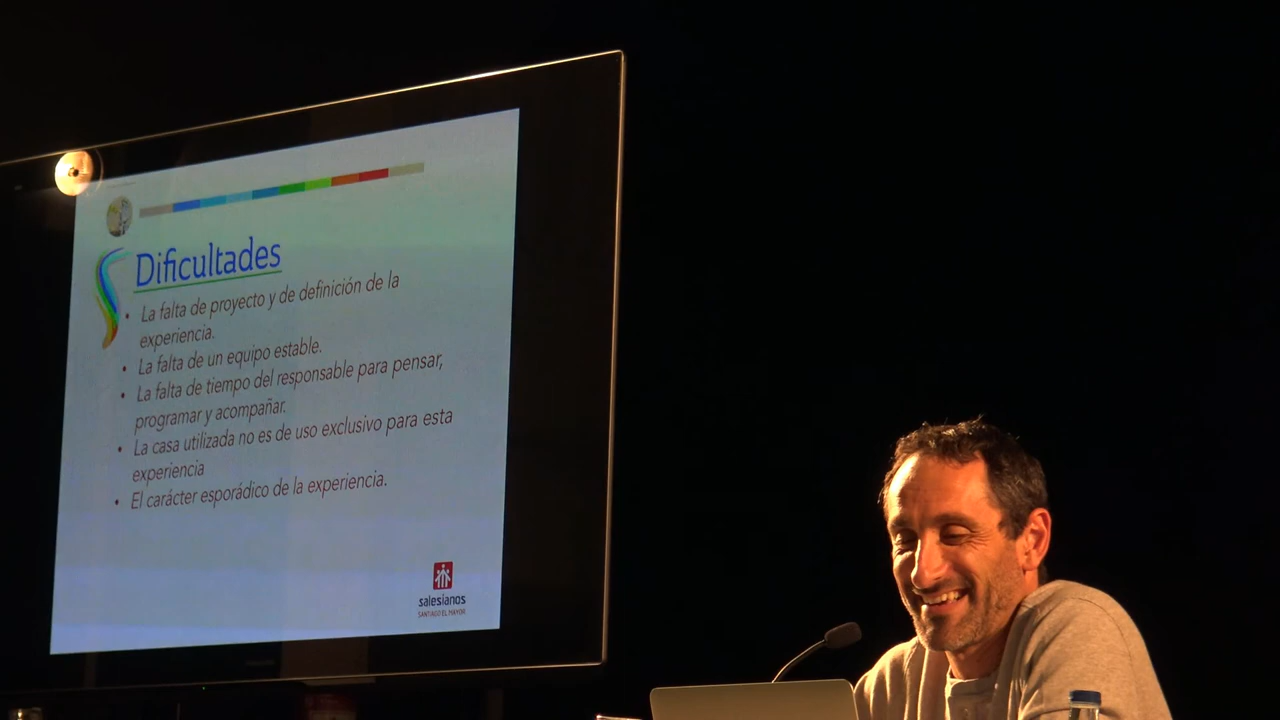 Dificultades
• La falta de proyecto y de definición de la
experiencia.
• La falta de un equipo estable.
• La falta de tiempo del responsable para pensar,
programar y acompañar.
• La casa utilizada no es de uso exclusivo para esta
experiencia
• El carácter esporádico de la experiencia.
salesianos
SANTIAGO EL MAYOR